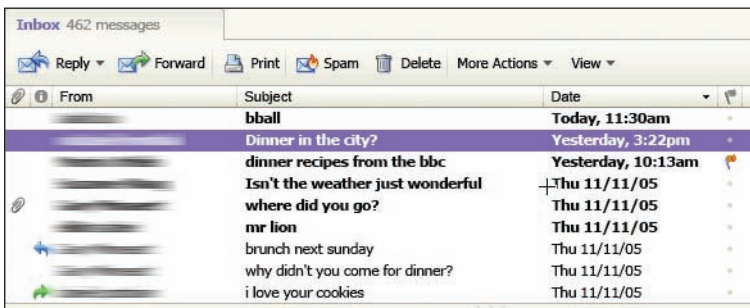 Inbox 462 messages
Reply Forward Print Spam Delete More Actions View
From Subject Date
bball Today, 11:30am
Dinner in the city? Yesterday, 3:22pm
dinner recipes from the bbc Yesterday, 10:13am
Isn't the weather just wonderful Thu 11/11/05
where did you go? Thu 11/11/05
mr lion Thu 11/11/05
brunch next sunday Thu 11/11/05
why didn't you come for dinner? Thu 11/11/05
i love your cookies Thu 11/11/05